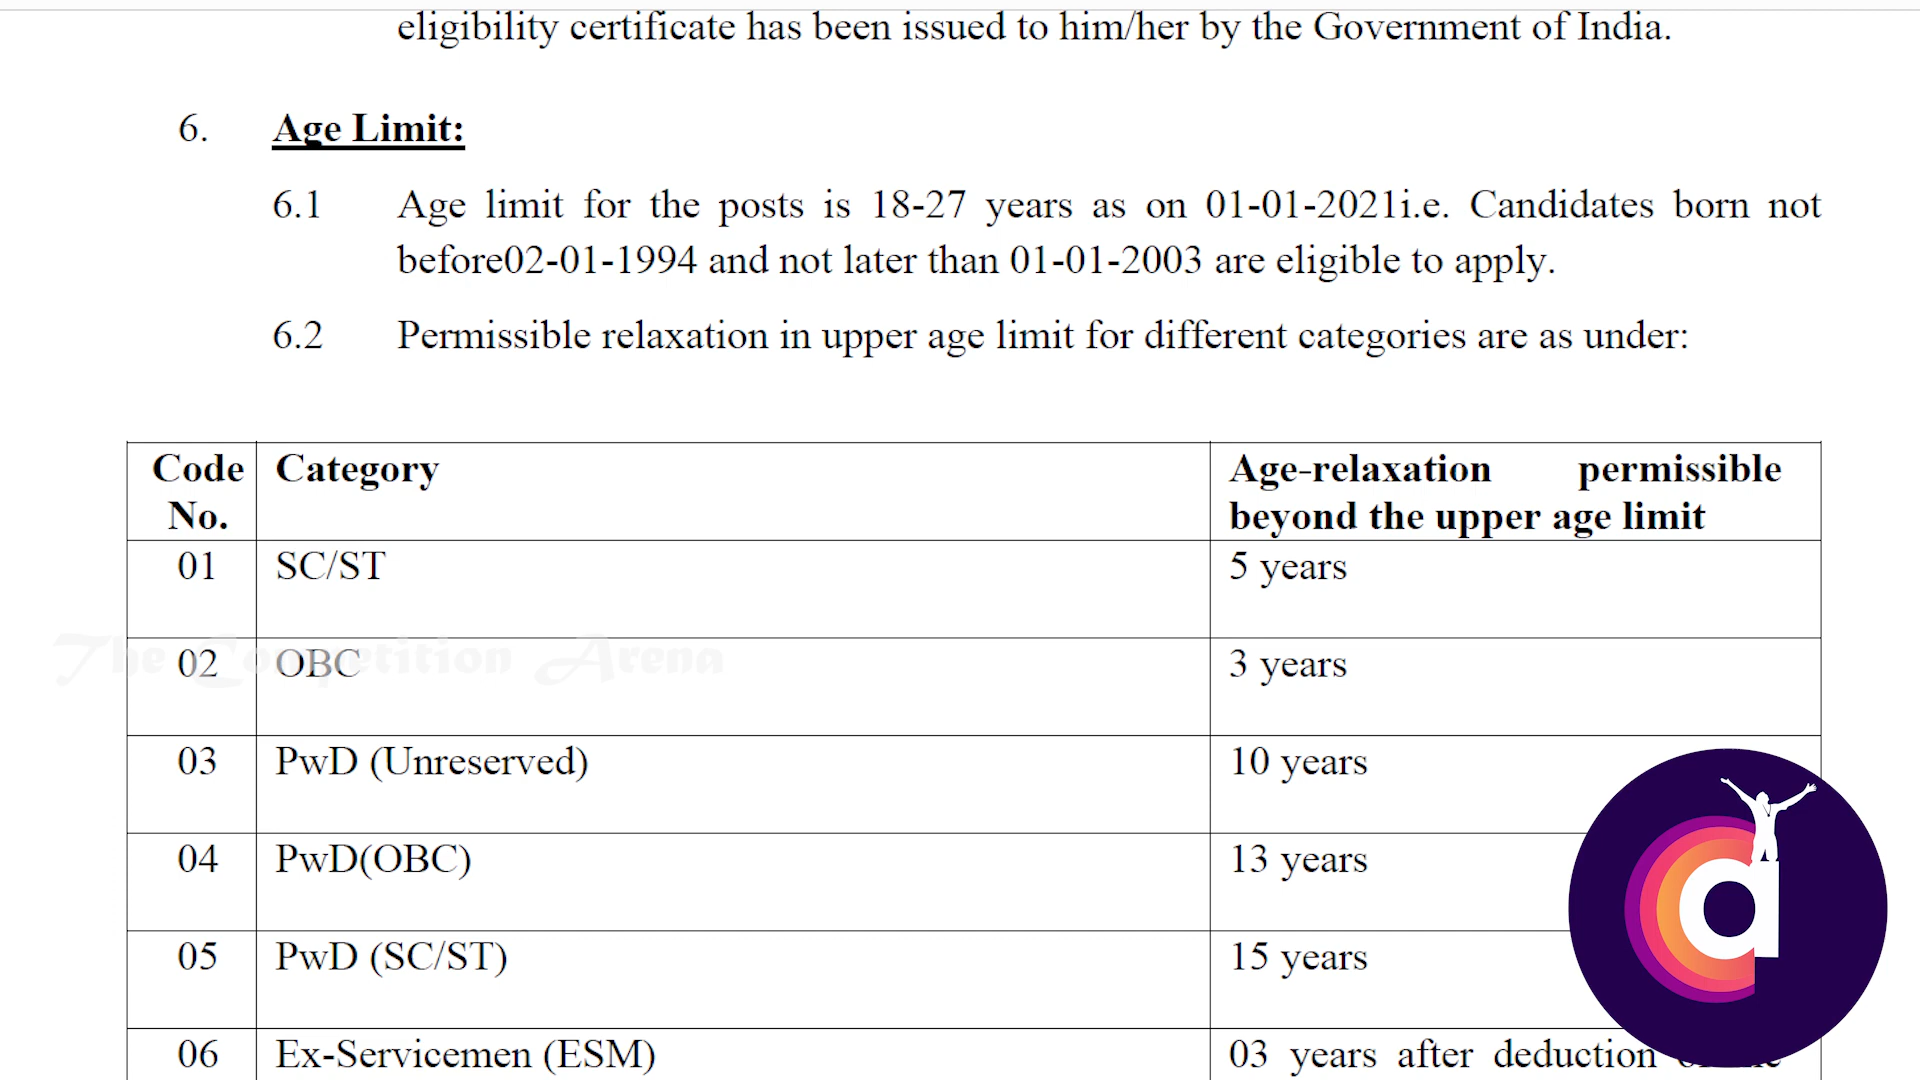 eligibility certificate has been issued to him/her by the Government of India.
6. Age Limit:
6.1 Age limit for the posts is 18-27 years as on 01-01-2021i.e. Candidates born not
before02-01-1994 and not later than 01-01-2003 are eligible to apply.
6.2 Permissible relaxation in upper age limit for different categories are as under:
Code No. Category Age-relaxation permissible beyond the upper age limit
01 SC/ST 5 years
The Competition Arena
02 OBC 3 years
03 PwD (Unreserved) 10 years
04 PwD(OBC) 13 years
05 PwD (SC/ST) 15 years
06 Ex-Servicemen (ESM) 03 years after deduction